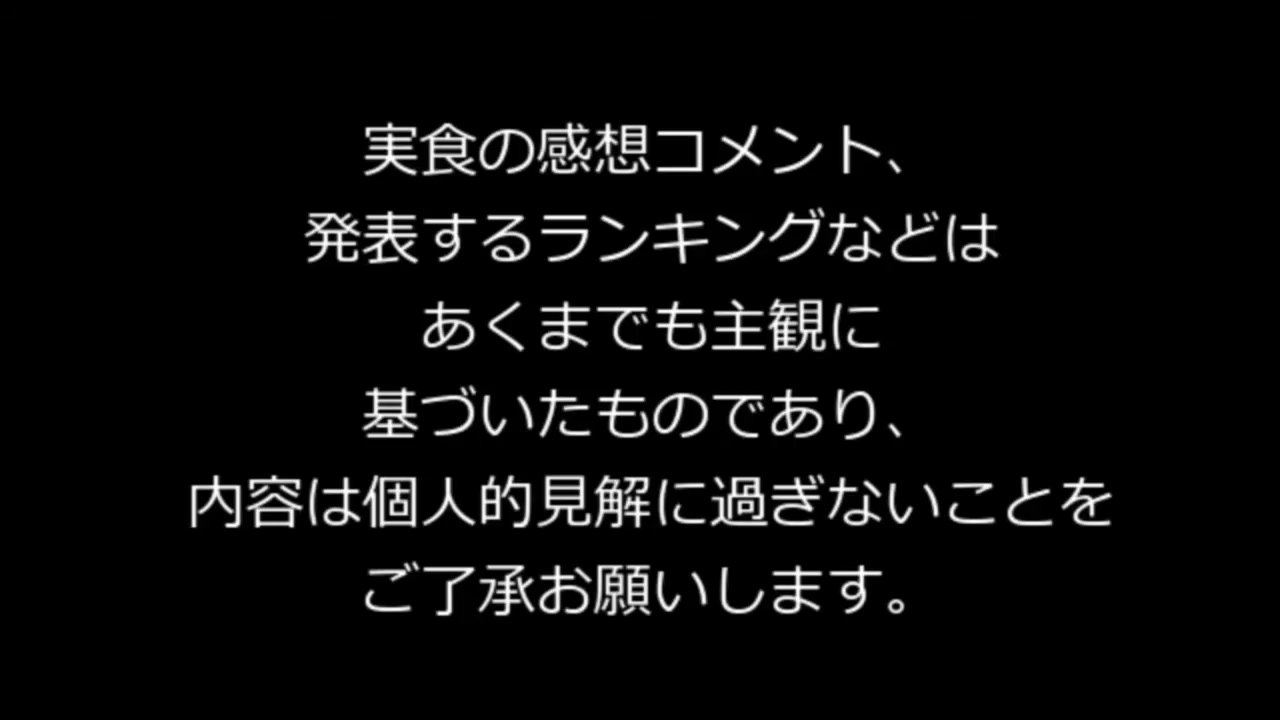 実食の感想コメント、
発表するランキングなどは
あくまでも主観に
基づいたものであり、
内容は個人的見解に過ぎないことを
ご了承お願いします。